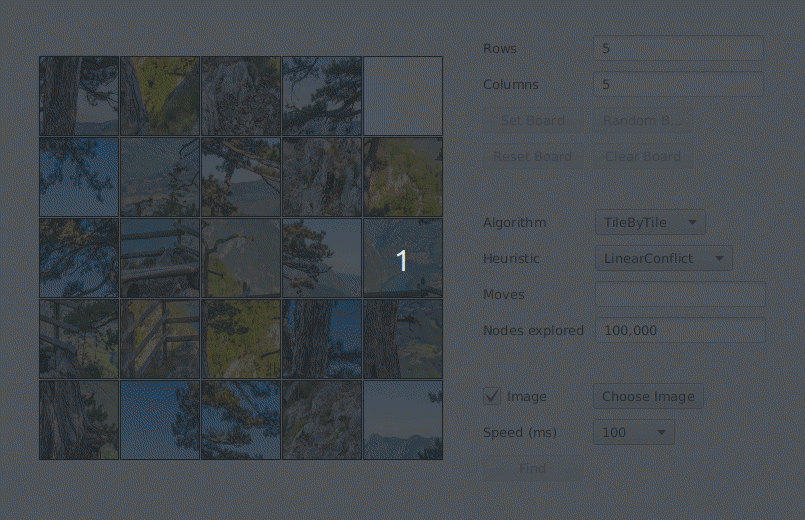 Rows 5
Columns 5
Set Board Random B...
Reset Board Clear Board
1
Algorithm TileByTile
Heuristic LinearConflict
Moves
Nodes explored 100,000
Image Choose Image
Speed (ms) 100
Find